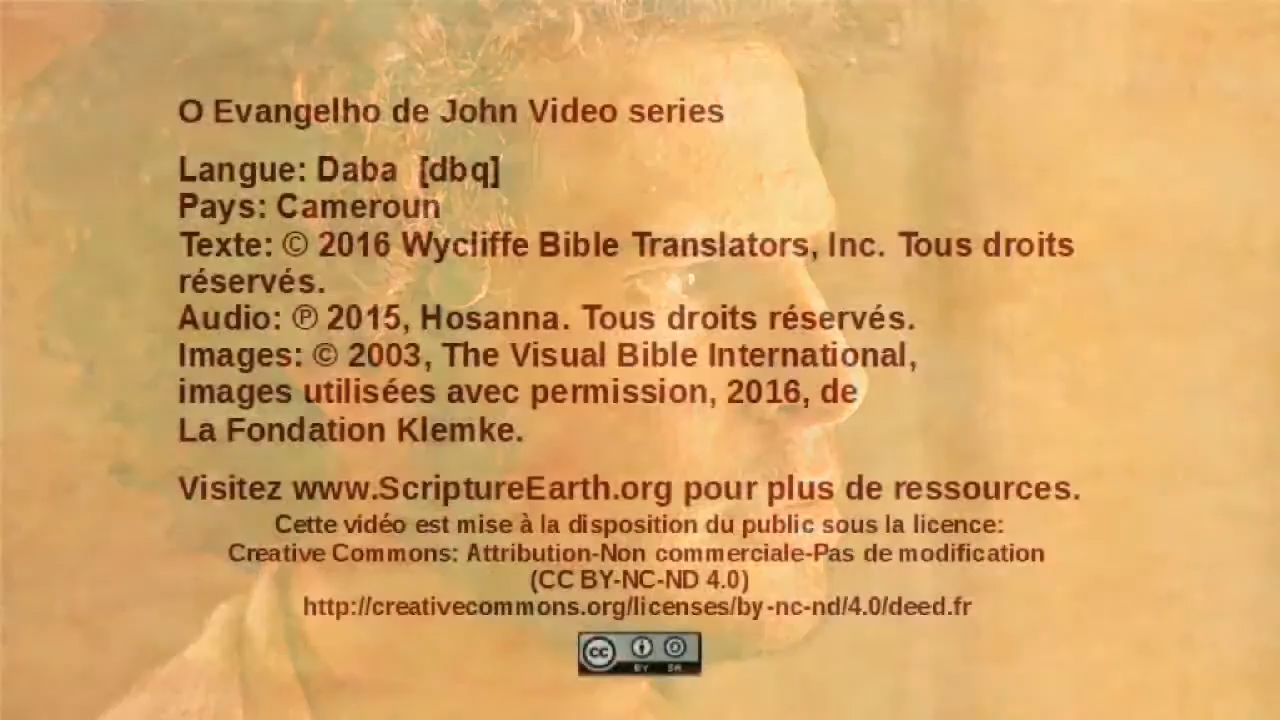 O Evangelho de John Video series
Langue: Daba [dbq]
Pays: Cameroun
Texte: © 2016 Wycliffe Bible Translators, Inc. Tous droits
réservés.
Audio: ℗ 2015, Hosanna. Tous droits réservés.
Images: © 2003, The Visual Bible International,
images utilisées avec permission, 2016, de
La Fondation Klemke.
Visitez www.ScriptureEarth.org pour plus de ressources.
Cette vidéo est mise à la disposition du public sous la licence:
Creative Commons: Attribution-Non commerciale-Pas de modification
(CC BY-NC-ND 4.0)
http://creativecommons.org/licenses/by-nc-nd/4.0/deed.fr
cc BY SA